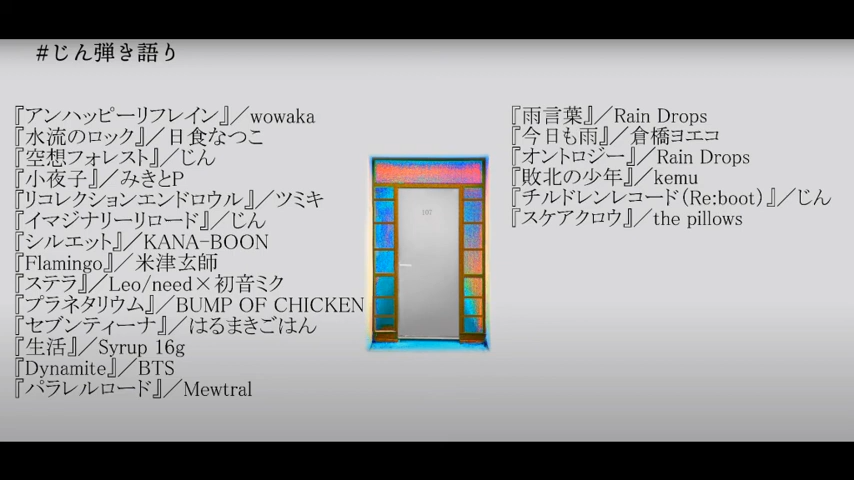 #じん弾き語り
『アンハッピーリフレイン』／wowaka
『水流のロック』／日食なつこ
『空想フォレスト』／じん
『小夜子』／みきとP
『リコレクションエンドロウル』／ツミキ
『イマジナリーリロード』／じん
『シルエット』／KANA-BOON
『Flamingo』／米津玄師
『ステラ』／Leo/need×初音ミク
『プラネタリウム』／BUMP OF CHICKEN
『セブンティーナ』／はるまきごはん
『生活』／Syrup 16g
『Dynamite』／BTS
『パラレルロード』／Mewtral
107
『雨言葉』／Rain Drops
『今日も雨』／倉橋ヨエコ
『オントロジー』／Rain Drops
『敗北の少年』／kemu
『チルドレンレコード（Re:boot）』／じん
『スケアクロウ』／the pillows